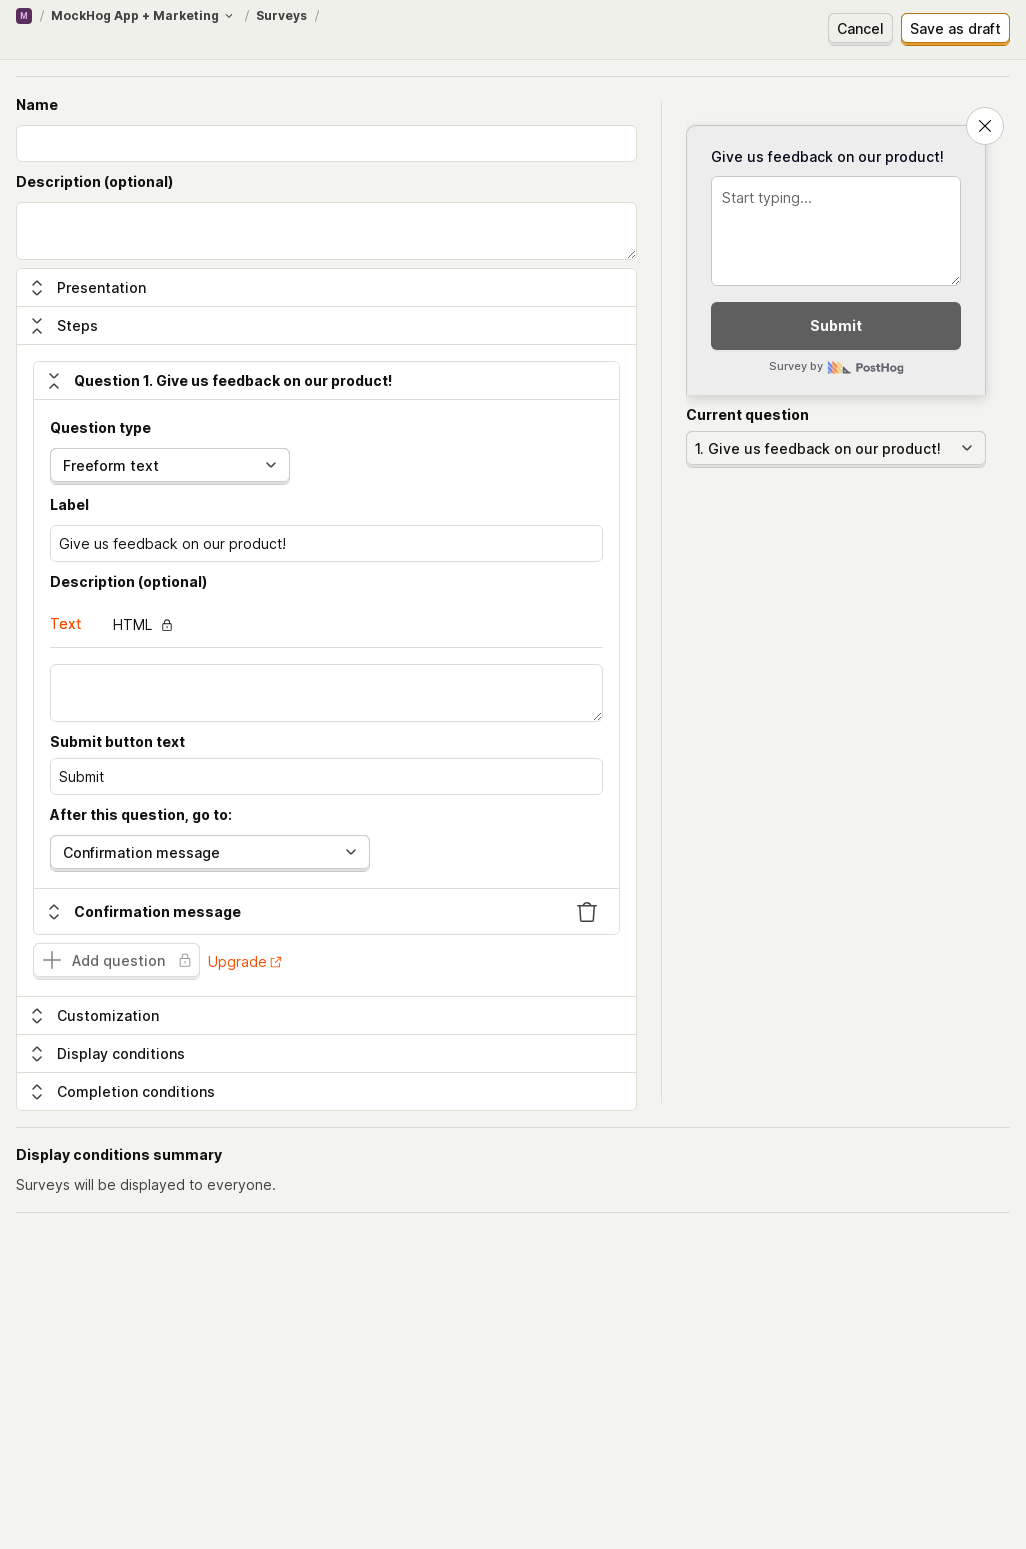 M / MockHog App + Marketing / Surveys /
Cancel
Save as draft
Name
Description (optional)
Presentation
Steps
Question 1. Give us feedback on our product!
Question type
Freeform text
Label
Give us feedback on our product!
Description (optional)
Text
HTML
Submit button text
Submit
After this question, go to:
Confirmation message
Confirmation message
Add question
Upgrade
Customization
Display conditions
Completion conditions
Give us feedback on our product!
Start typing...
Submit
Survey by PostHog
Current question
1. Give us feedback on our product!
Display conditions summary
Surveys will be displayed to everyone.